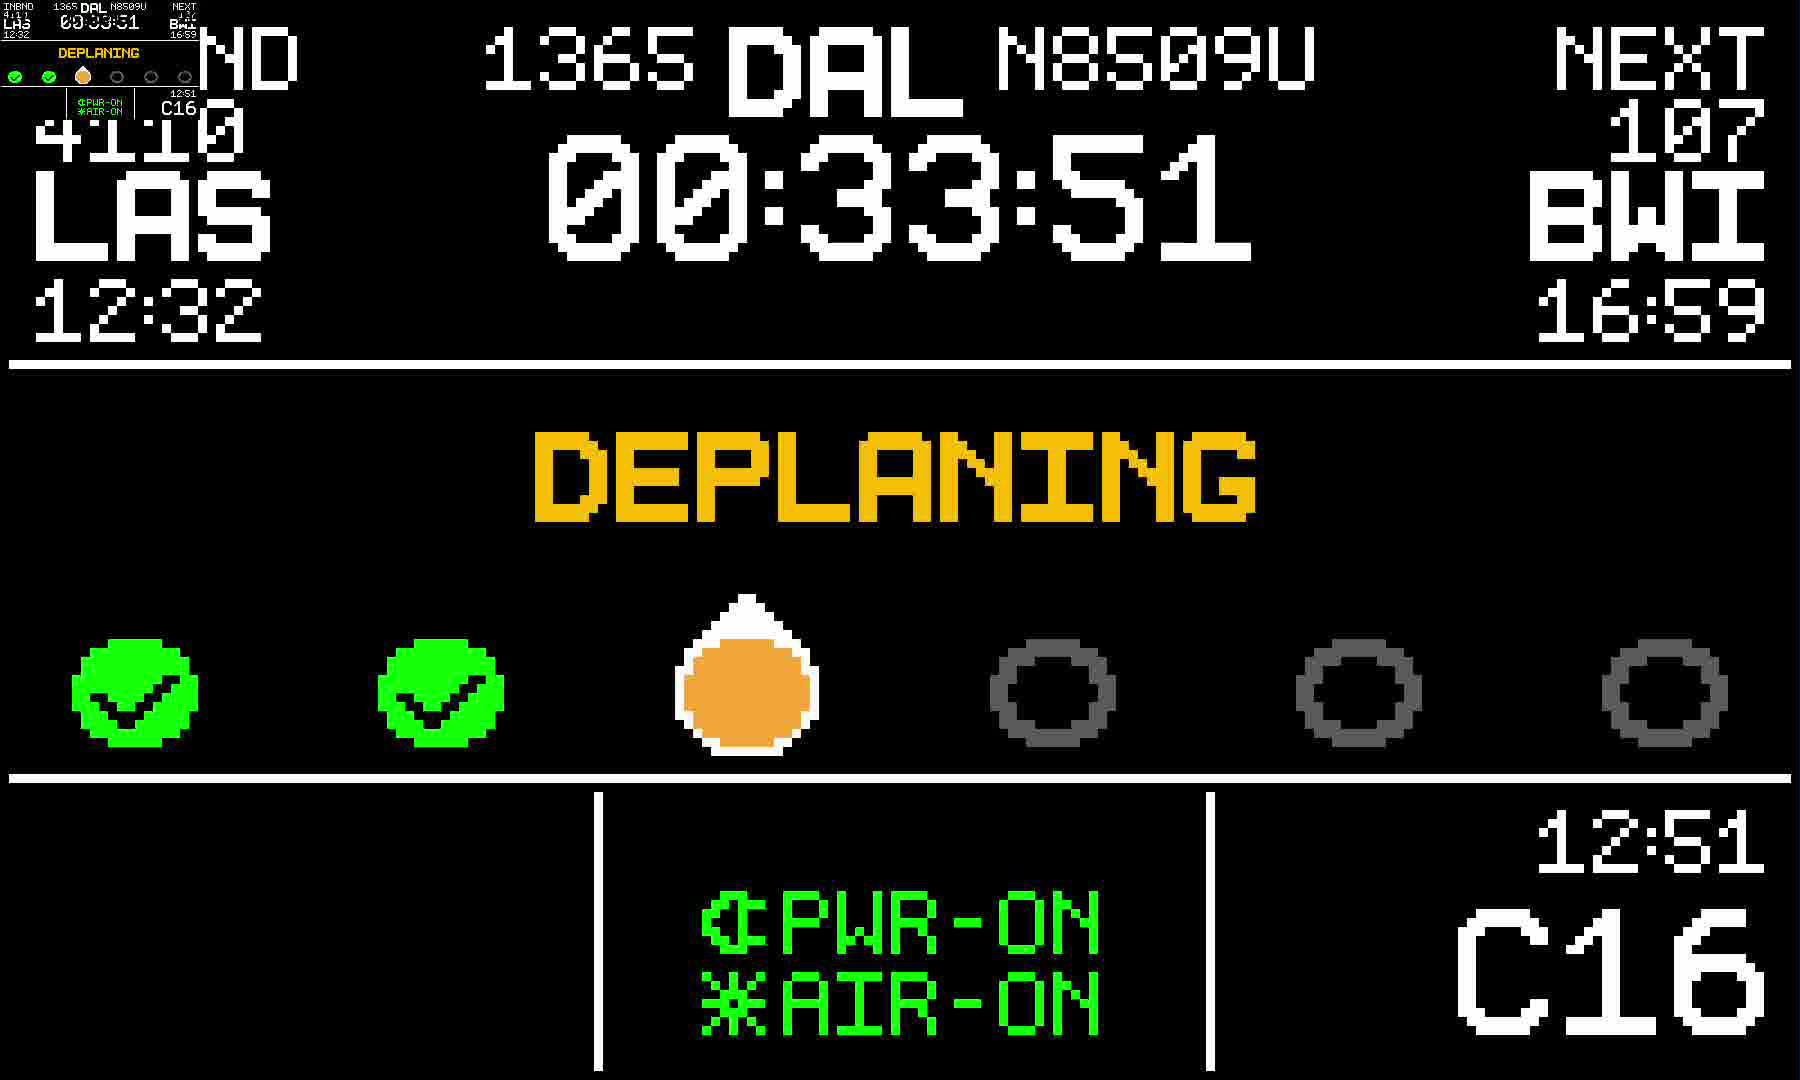 INBND 1365 DAL N8509U NEXT
4110 00:33:51 107
LAS BWI
12:32 16:59
DEPLANING
PWR-ON 12:51
AIR-ON C16
INBND 1365 DAL N8509U NEXT
4110 00:33:51
LAS BWI
12:32 16:59
DEPLANING
PWR-ON 12:51
AIR-ON C16